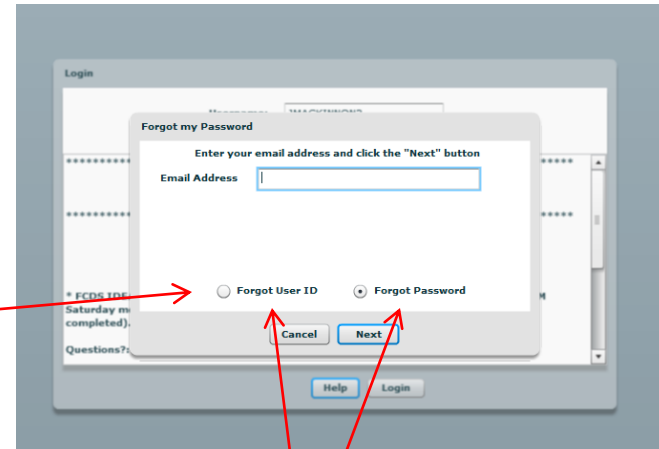 Login
Forgot my Password
Enter your email address and click the "Next" button
Email Address
* FCDS IDE
Saturday m
completed).
Forgot User ID
Forgot Password
Cancel
Next
Questions?:
Help
Login